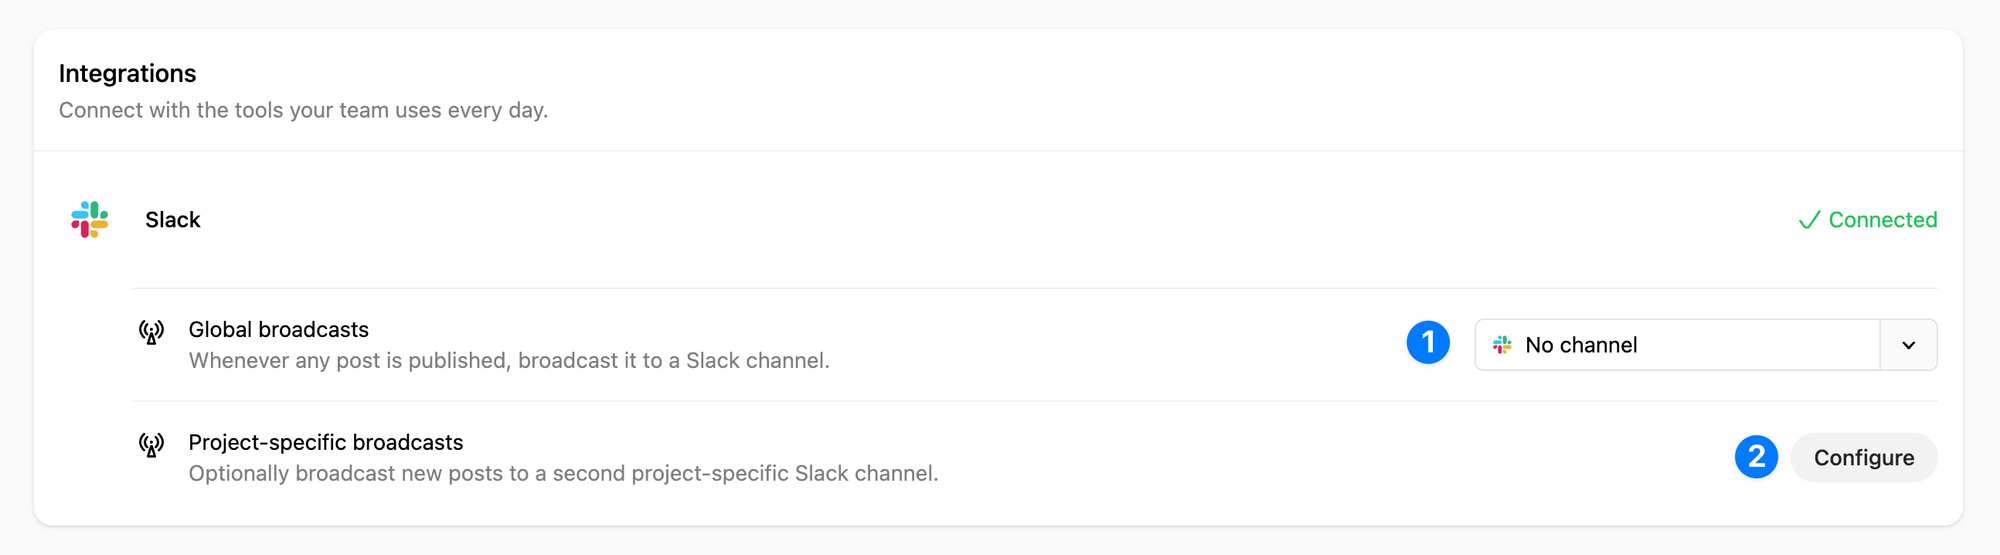 Integrations
Connect with the tools your team uses every day.
Slack
Connected
Global broadcasts
Whenever any post is published, broadcast it to a Slack channel.
1
No channel
Project-specific broadcasts
Optionally broadcast new posts to a second project-specific Slack channel.
2
Configure